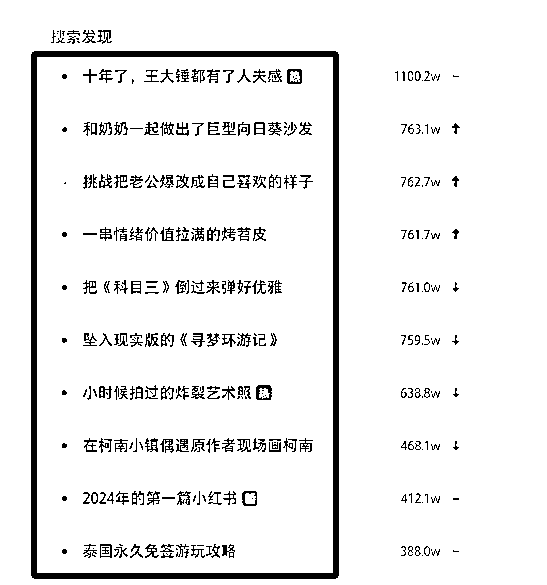 搜索发现
十年了，王大锤都有了人夫感 热 1100.2w -
和奶奶一起做出了巨型向日葵沙发 763.1w ↑
挑战把老公爆改成自己喜欢的样子 762.7w ↑
一串情绪价值拉满的烤苕皮 761.7w ↑
把《科目三》倒过来弹好优雅 761.0w ↓
坠入现实版的《寻梦环游记》 759.5w ↓
小时候拍过的炸裂艺术照 热 638.8w ↓
在柯南小镇偶遇原作者现场画柯南 468.1w ↓
2024年的第一篇小红书 412.1w -
泰国永久免签游玩攻略 388.0w -